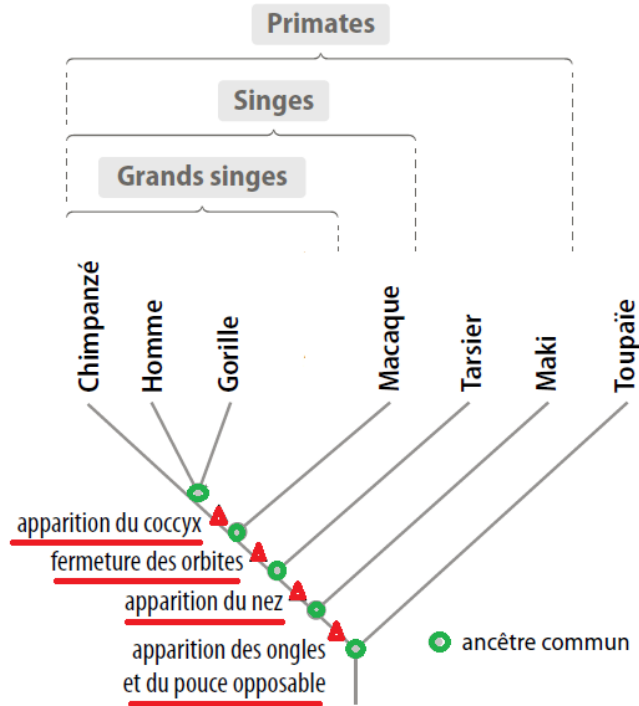 Primates
Singes
Grands singes
Chimpanzé
Homme
Gorille
Macaque
Tarsier
Maki
Toupaïe
apparition du coccyx
fermeture des orbites
apparition du nez
apparition des ongles
et du pouce opposable
ancêtre commun